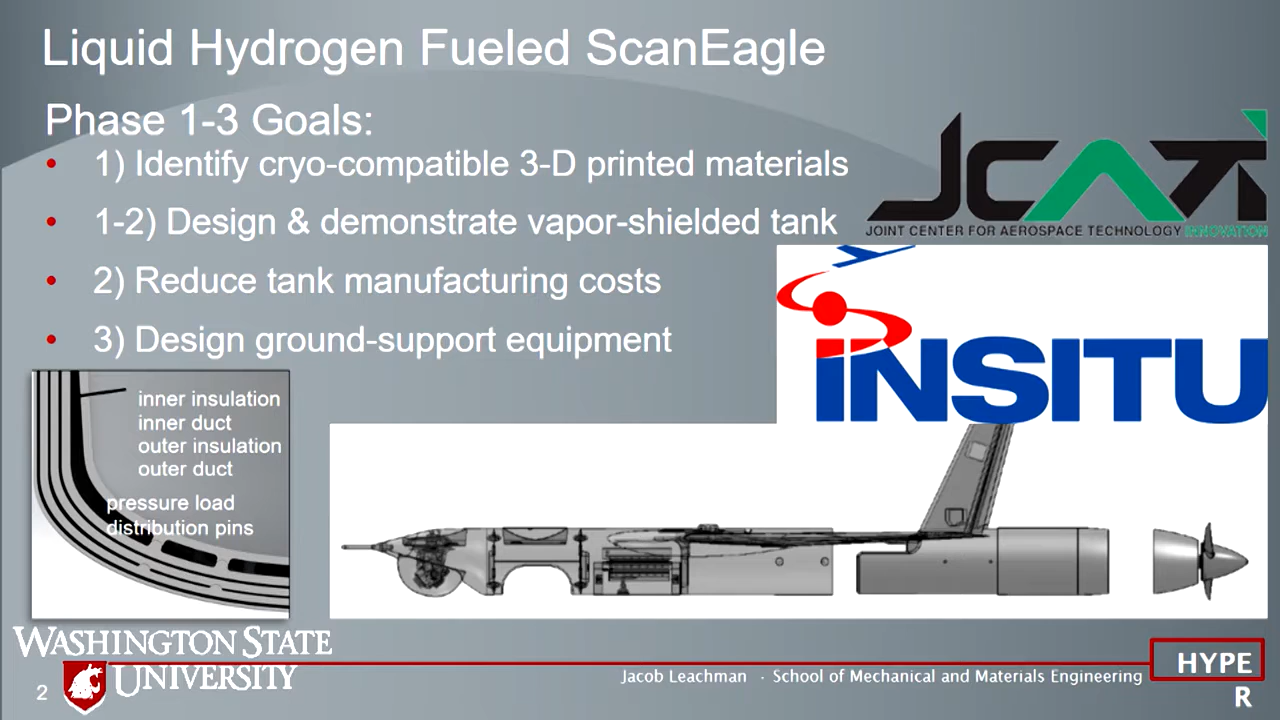 Liquid Hydrogen Fueled ScanEagle
Phase 1-3 Goals:
• 1) Identify cryo-compatible 3-D printed materials
• 1-2) Design & demonstrate vapor-shielded tank
• 2) Reduce tank manufacturing costs
• 3) Design ground-support equipment
JCATI
JOINT CENTER FOR AEROSPACE TECHNOLOGY INNOVATION
INSITU
inner insulation
inner duct
outer insulation
outer duct
pressure load
distribution pins
WASHINGTON STATE
UNIVERSITY
2
Jacob Leachman · School of Mechanical and Materials Engineering
HYPE
R